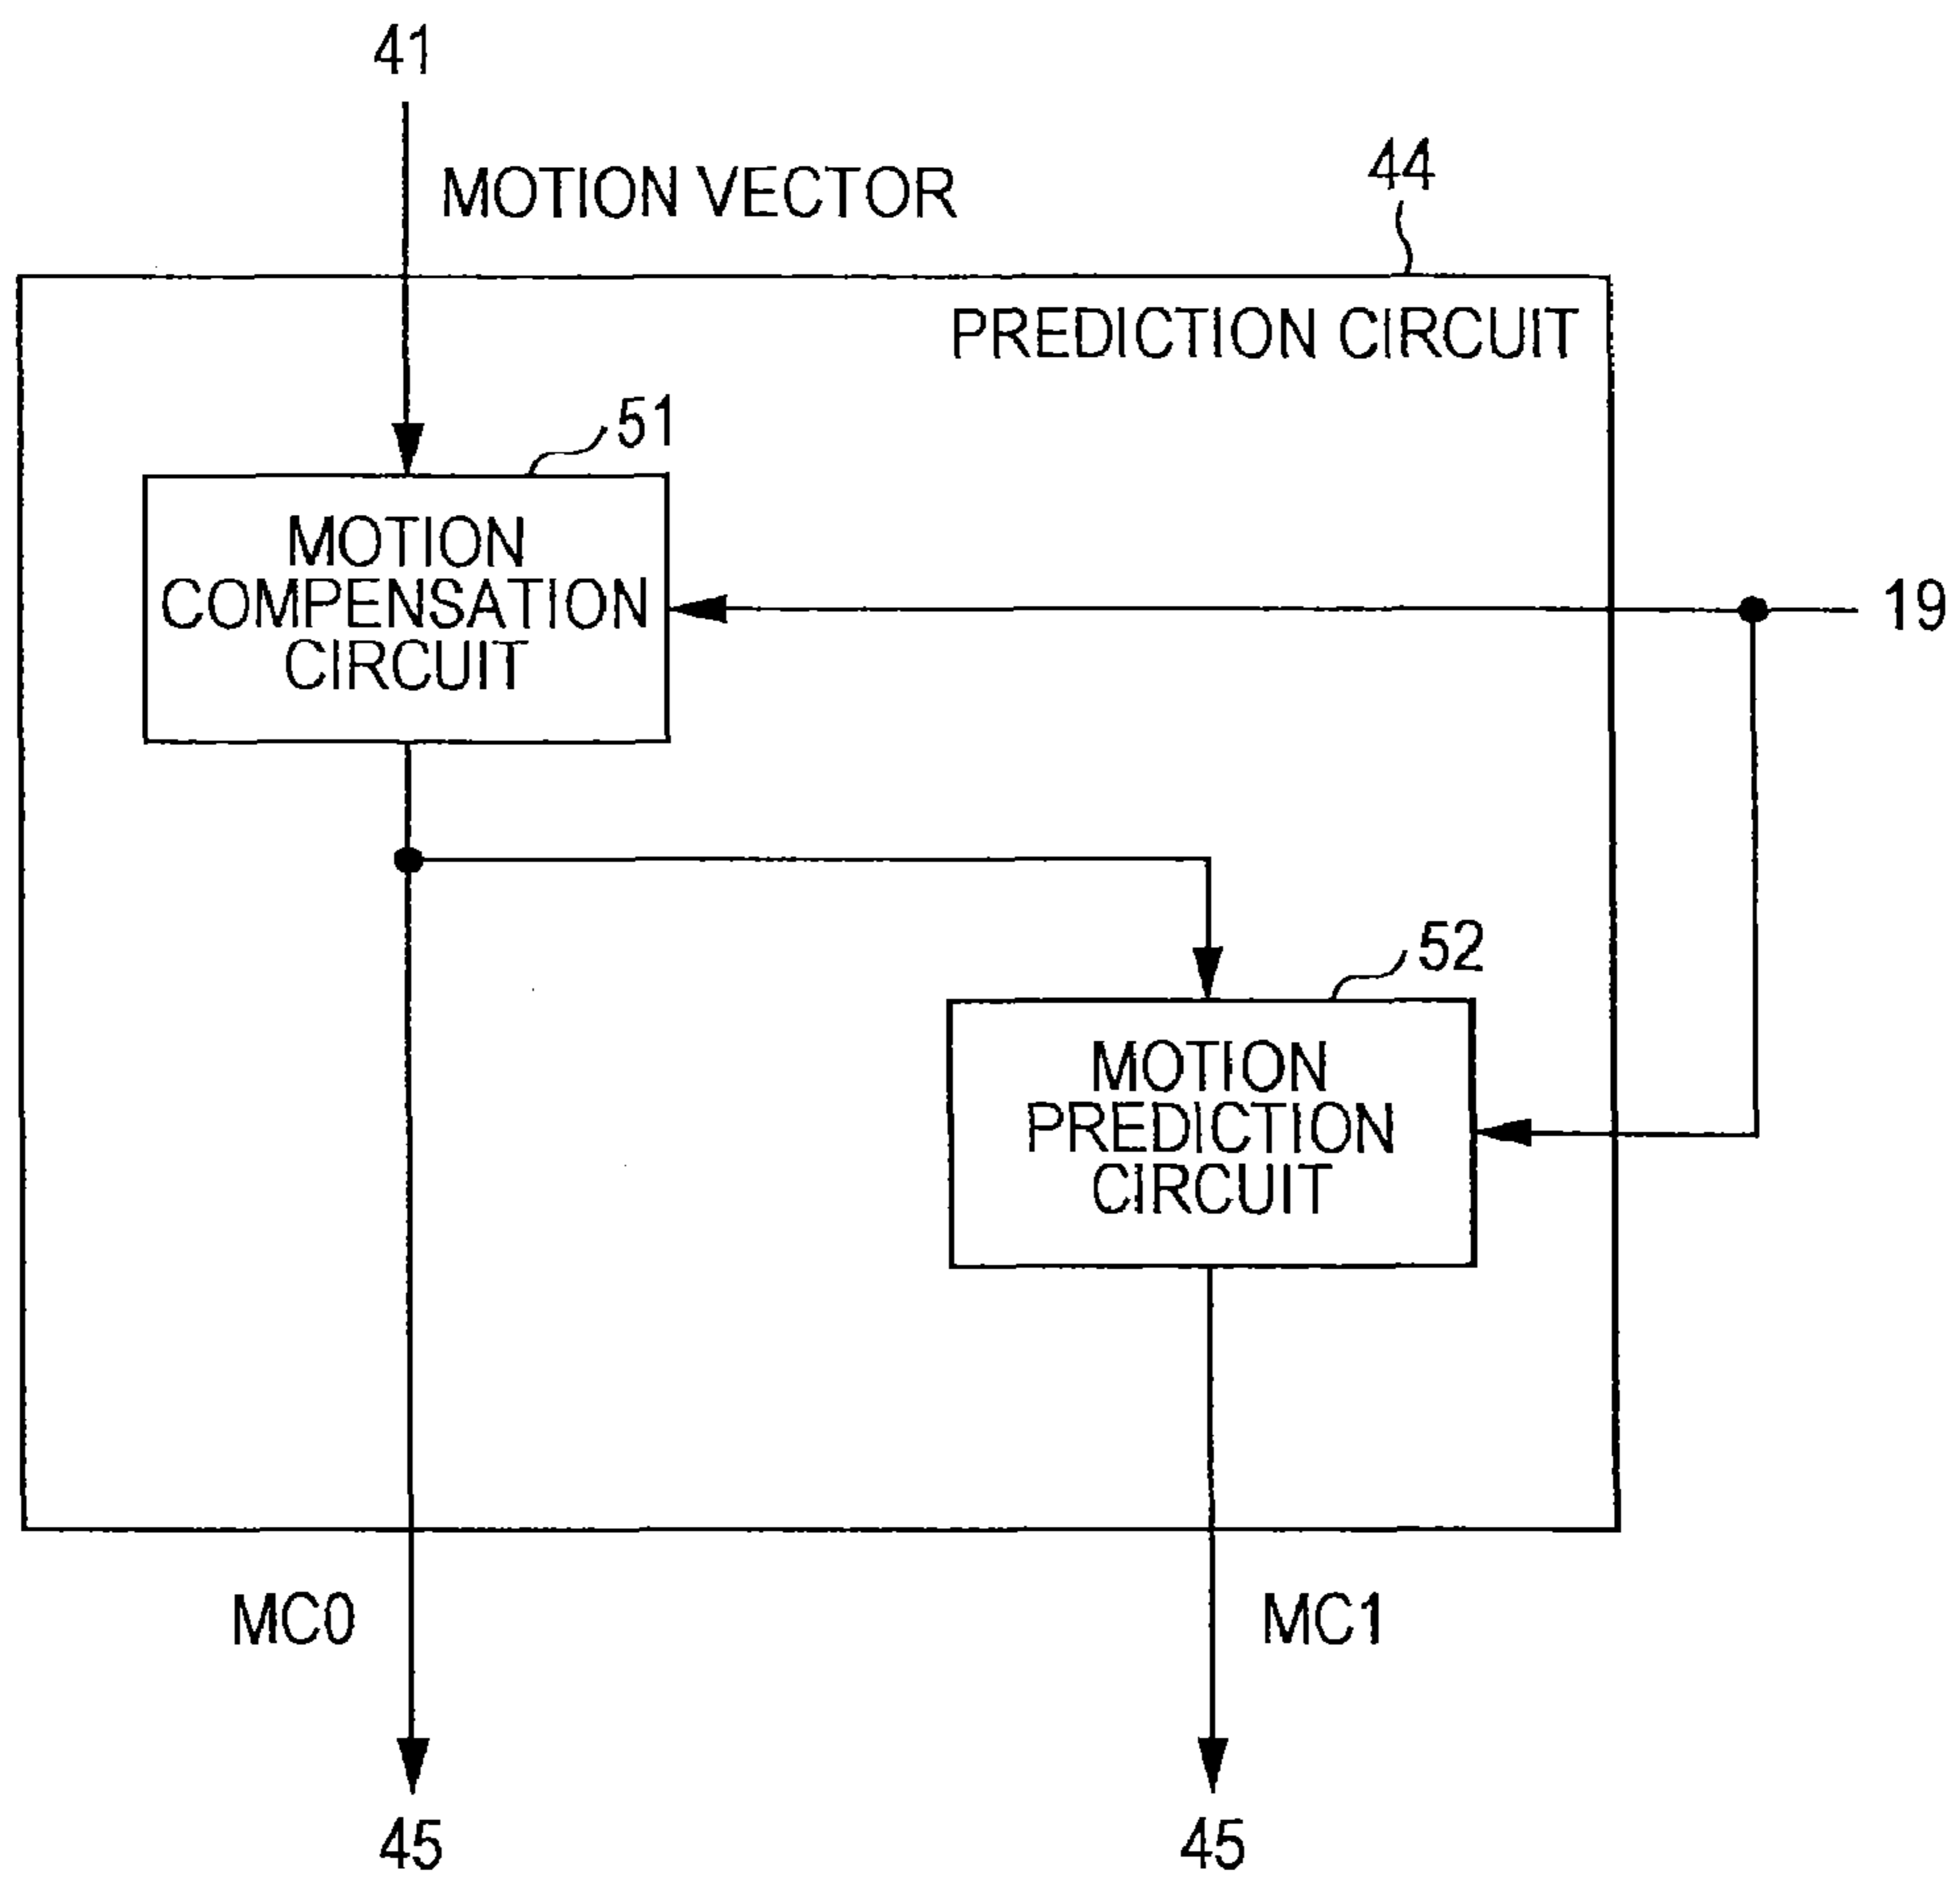 41
MOTION VECTOR
44
PREDICTION CIRCUIT
51
MOTION
COMPENSATION
CIRCUIT
19
52
MOTION
PREDICTION
CIRCUIT
MC0
MC1
45
45